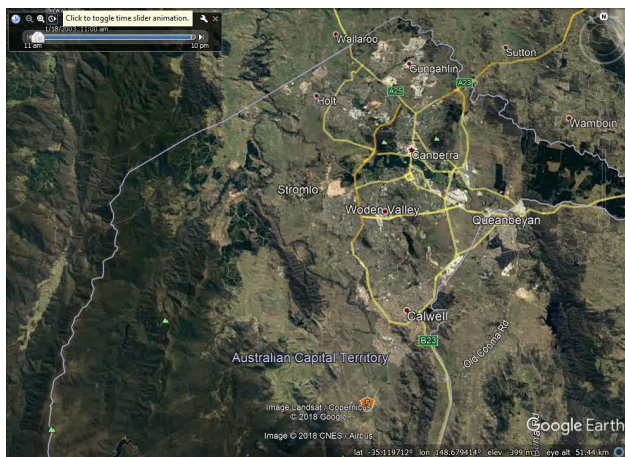 Click to toggle time slider animation.
1/18/2003 11:00 am
11 am
10 pm
N
Wallaroo
Sutton
Gungahlin
A23
A25
Holt
Wamboin
Canberra
Stromlo
Woden Valley
Queanbeyan
Calwell
B23
Old Cooma Rd
Australian Capital Territory
Image Landsat / Copernicus
© 2018 Google
Image © 2018 CNES / Airbus
Google Earth
lat -35.119712° lon 148.679414° elev 399 m eye alt 51.44 km